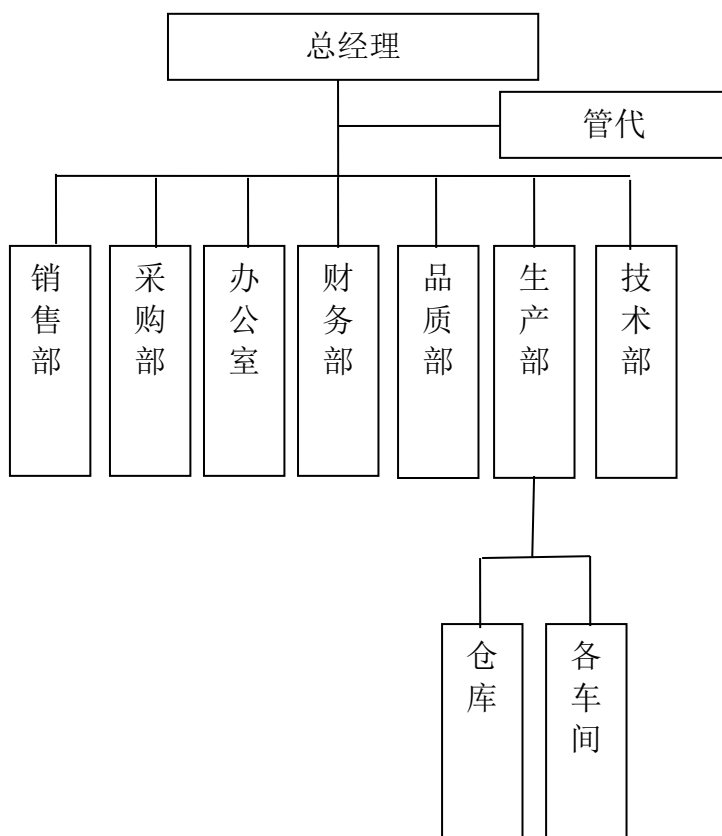 总经理
管代
销售部
采购部
办公室
财务部
品质部
生产部
技术部
仓库
各车间